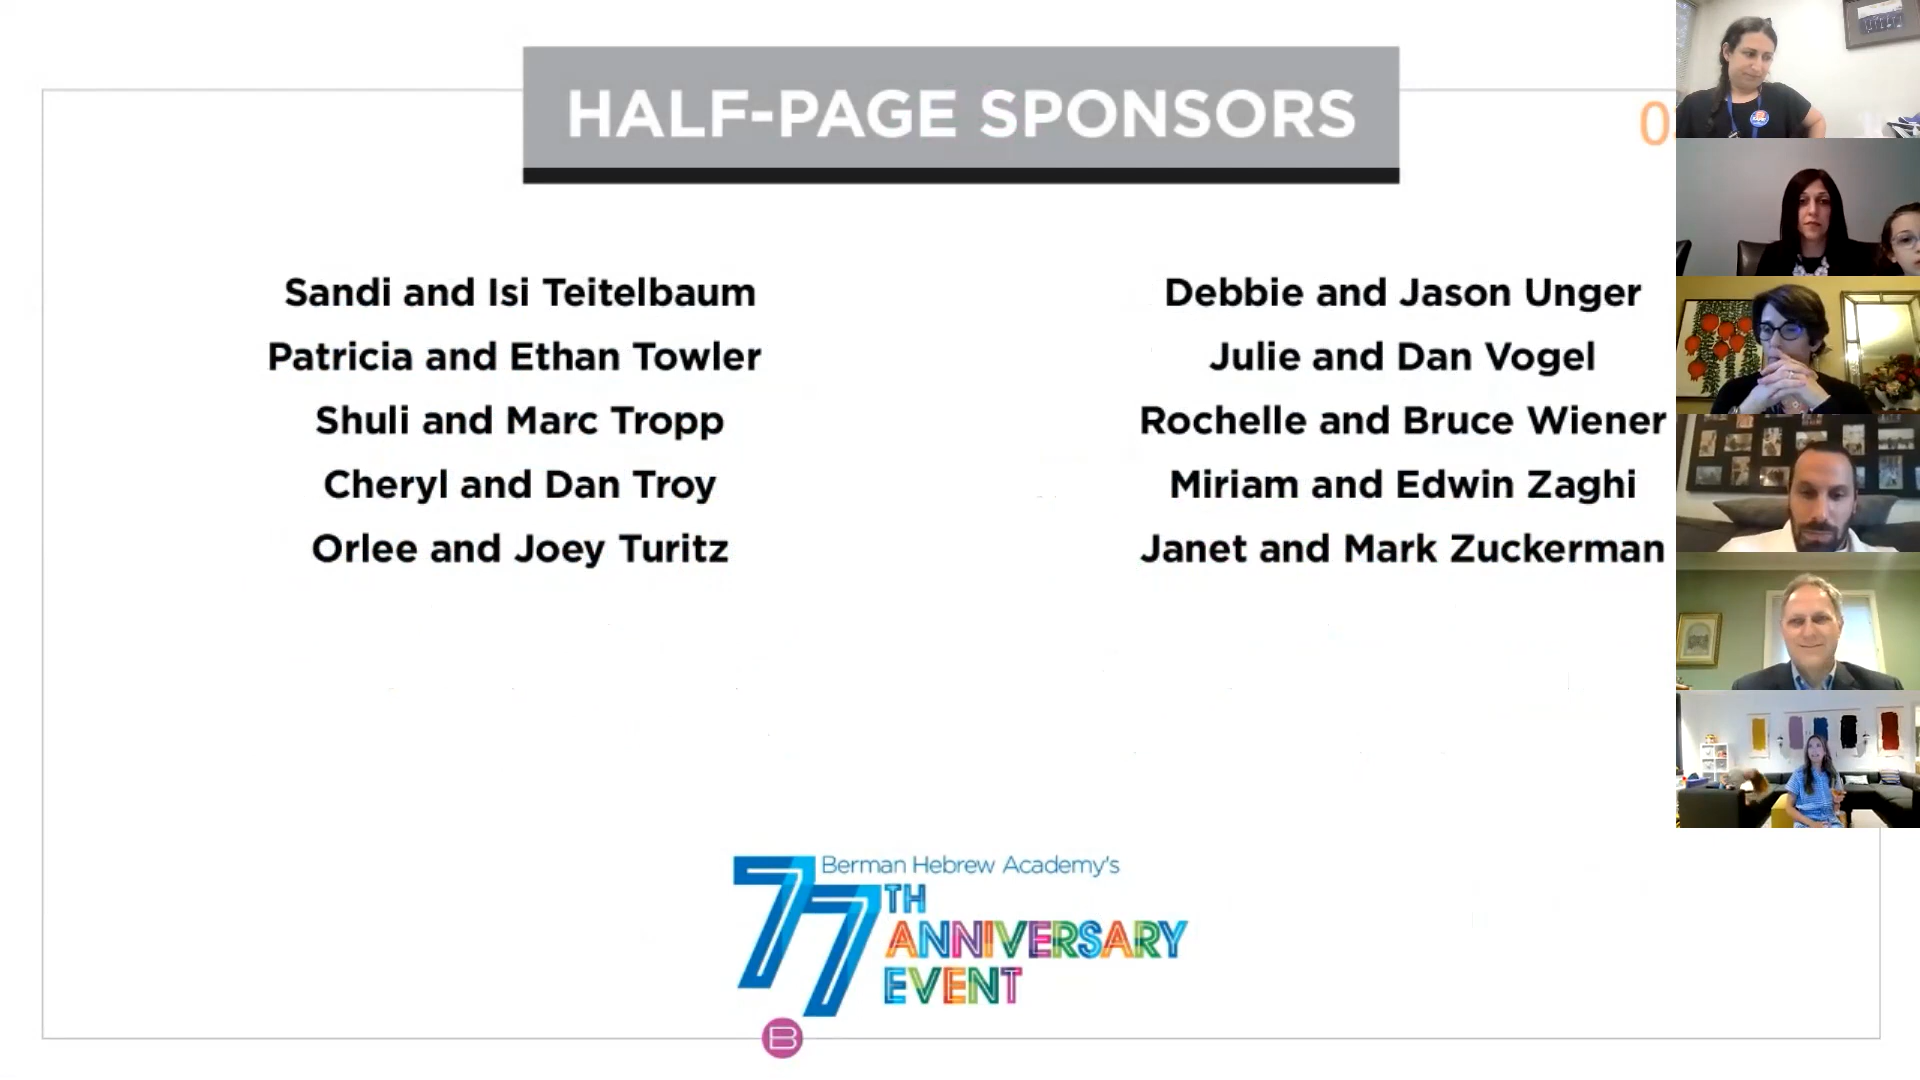 HALF-PAGE SPONSORS
Sandi and Isi Teitelbaum
Patricia and Ethan Towler
Shuli and Marc Tropp
Cheryl and Dan Troy
Orlee and Joey Turitz
Debbie and Jason Unger
Julie and Dan Vogel
Rochelle and Bruce Wiener
Miriam and Edwin Zaghi
Janet and Mark Zuckerman
Berman Hebrew Academy's
77TH
ANNIVERSARY
EVENT
B